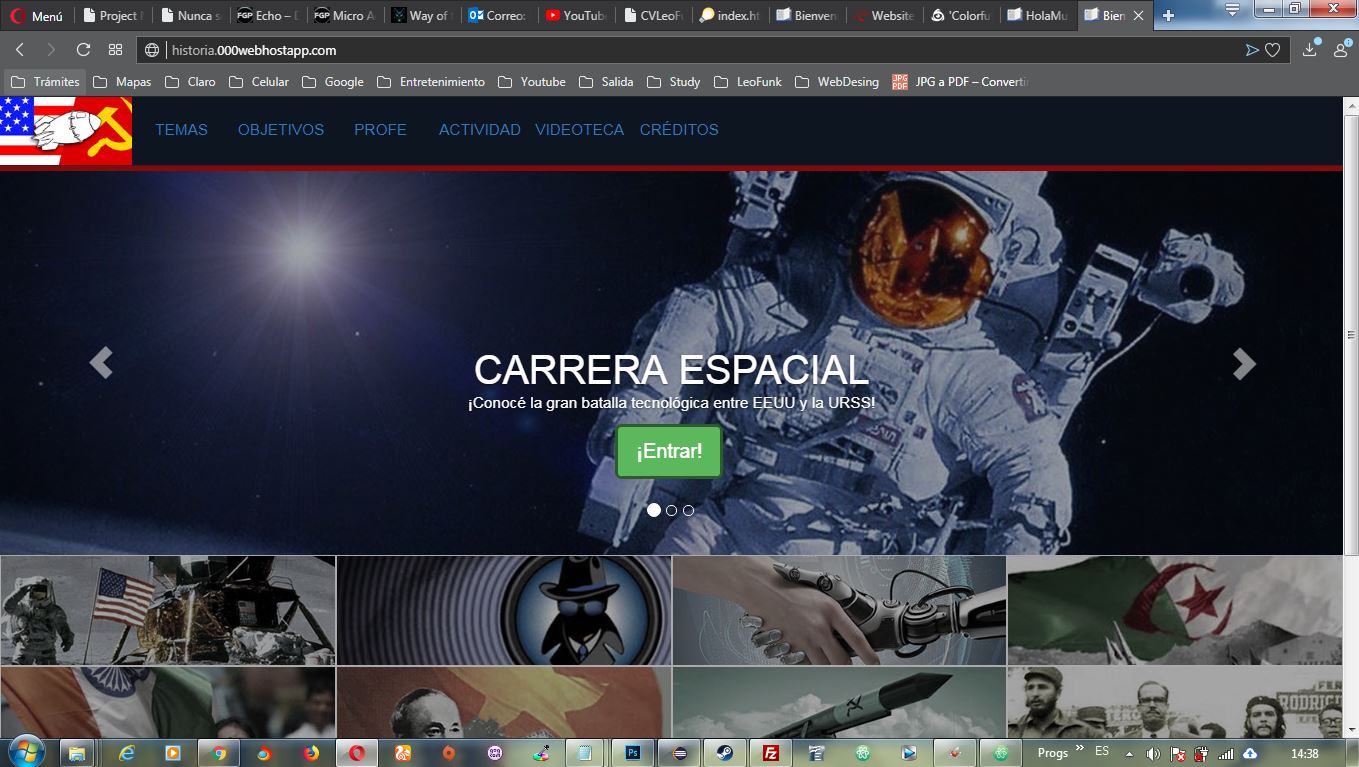 Menú
Project
Nunca s
Echo –
Micro A
Way of
Correo:
YouTub
CVLeoF
index.ht
Bienven
Website
'Colorfu
HolaMu
Bien
historia.000webhostapp.com
Trámites
Mapas
Claro
Celular
Google
Entretenimiento
Youtube
Salida
Study
LeoFunk
WebDesing
JPG a PDF – Converti
TEMAS
OBJETIVOS
PROFE
ACTIVIDAD
VIDEOTECA
CRÉDITOS
CARRERA ESPACIAL
¡Conocé la gran batalla tecnológica entre EEUU y la URSS!
¡Entrar!
RODRIG
Progs
ES
14:38